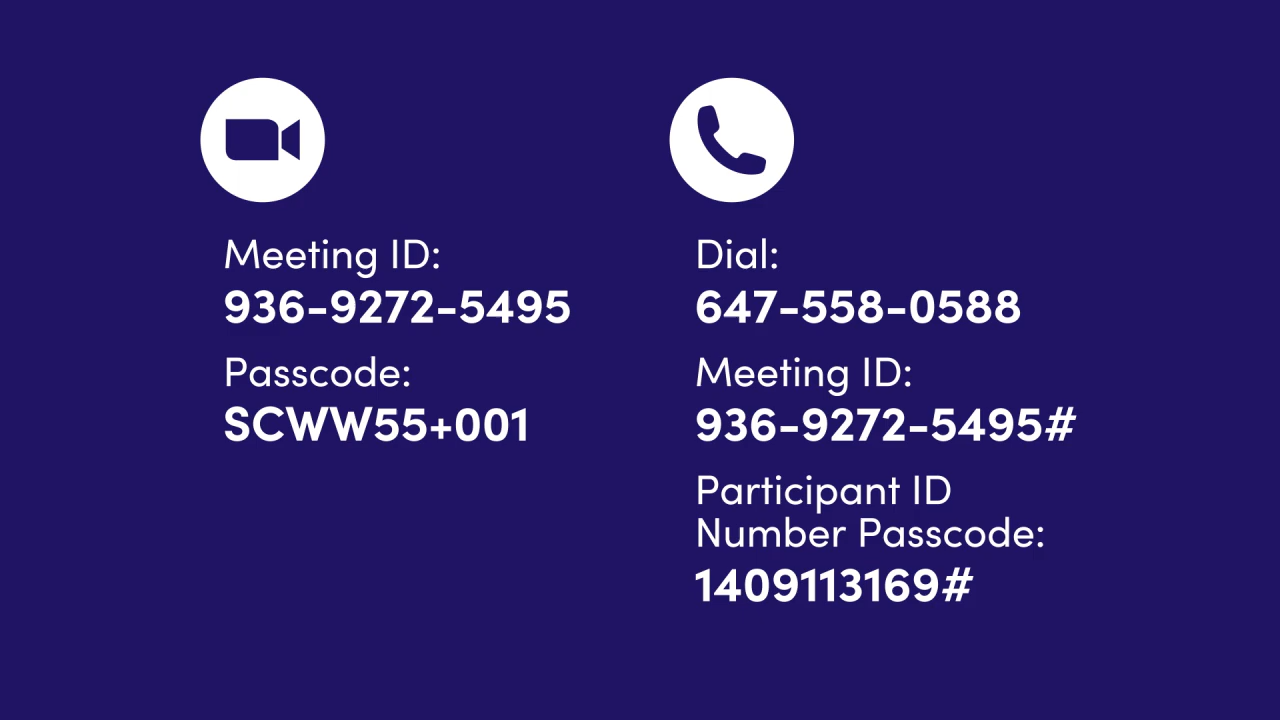 Meeting ID:
936-9272-5495
Passcode:
SCWW55+001
Dial:
647-558-0588
Meeting ID:
936-9272-5495#
Participant ID
Number Passcode:
1409113169#